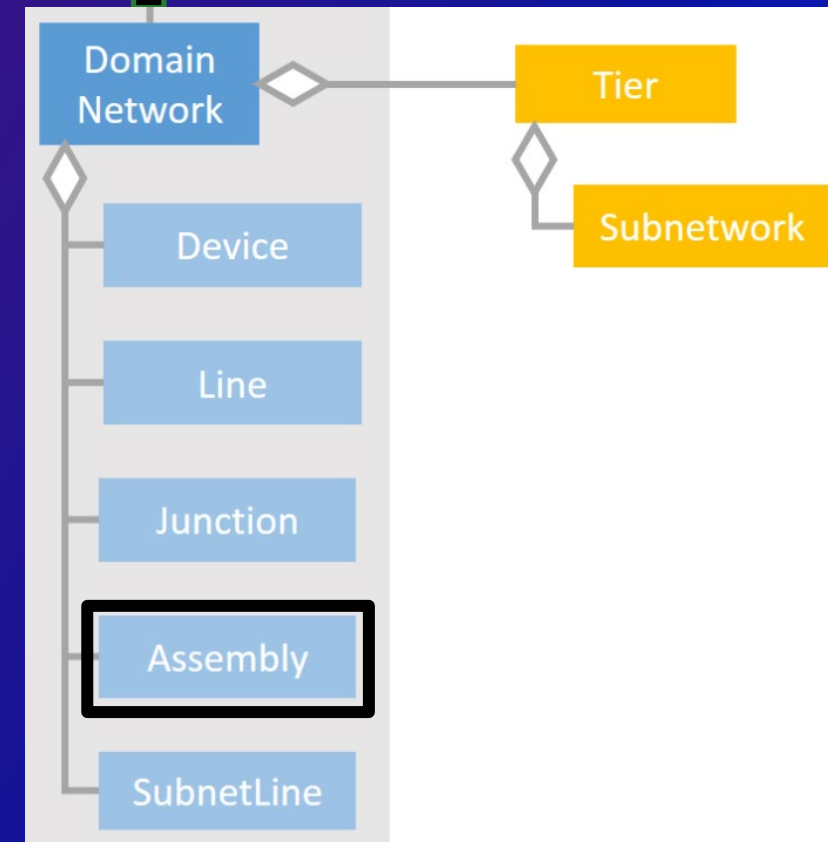 Domain
Network
Tier
Subnetwork
Device
Line
Junction
Assembly
SubnetLine